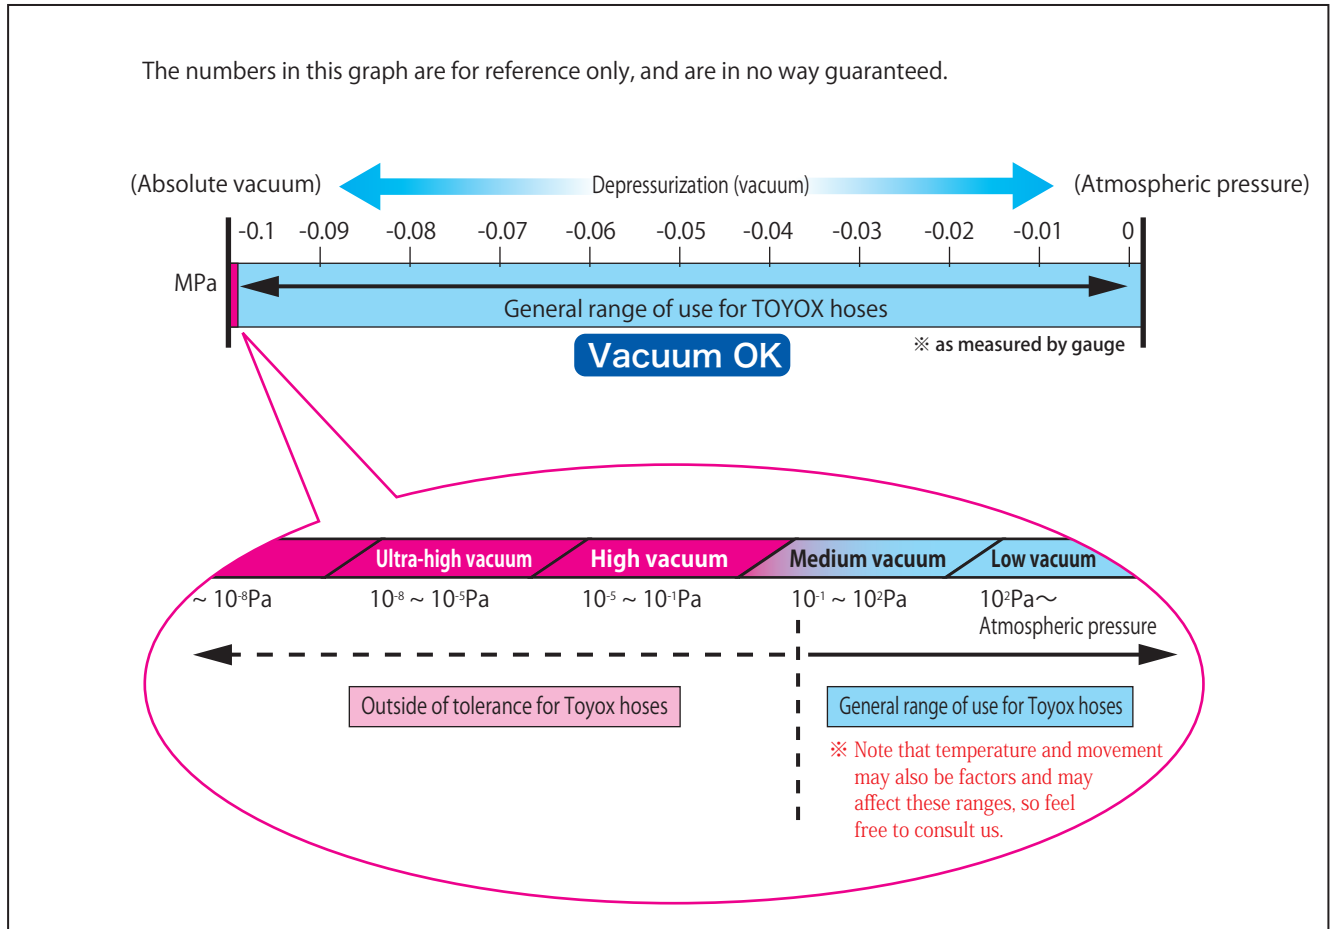 The numbers in this graph are for reference only, and are in no way guaranteed.
(Absolute vacuum)
Depressurization (vacuum)
(Atmospheric pressure)
-0.1 -0.09 -0.08 -0.07 -0.06 -0.05 -0.04 -0.03 -0.02 -0.01 0
MPa
General range of use for TOYOX hoses
Vacuum OK
※ as measured by gauge
Ultra-high vacuum High vacuum Medium vacuum Low vacuum
~ 10⁻⁸Pa 10⁻⁸ ~ 10⁻⁵Pa 10⁻⁵ ~ 10⁻¹Pa 10⁻¹ ~ 10²Pa 10²Pa～
Atmospheric pressure
Outside of tolerance for Toyox hoses
General range of use for Toyox hoses
※ Note that temperature and movement
may also be factors and may
affect these ranges, so feel
free to consult us.